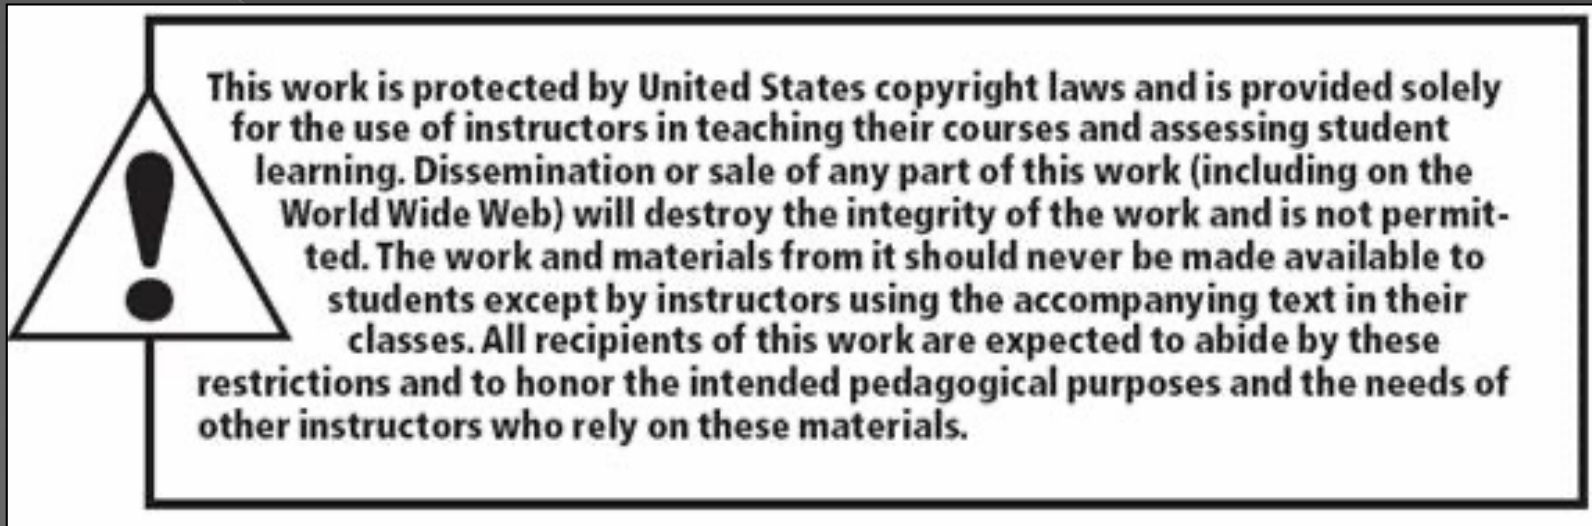 This work is protected by United States copyright laws and is provided solely
for the use of instructors in teaching their courses and assessing student
learning. Dissemination or sale of any part of this work (including on the
World Wide Web) will destroy the integrity of the work and is not permit-
ted. The work and materials from it should never be made available to
students except by instructors using the accompanying text in their
classes. All recipients of this work are expected to abide by these
restrictions and to honor the intended pedagogical purposes and the needs of
other instructors who rely on these materials.